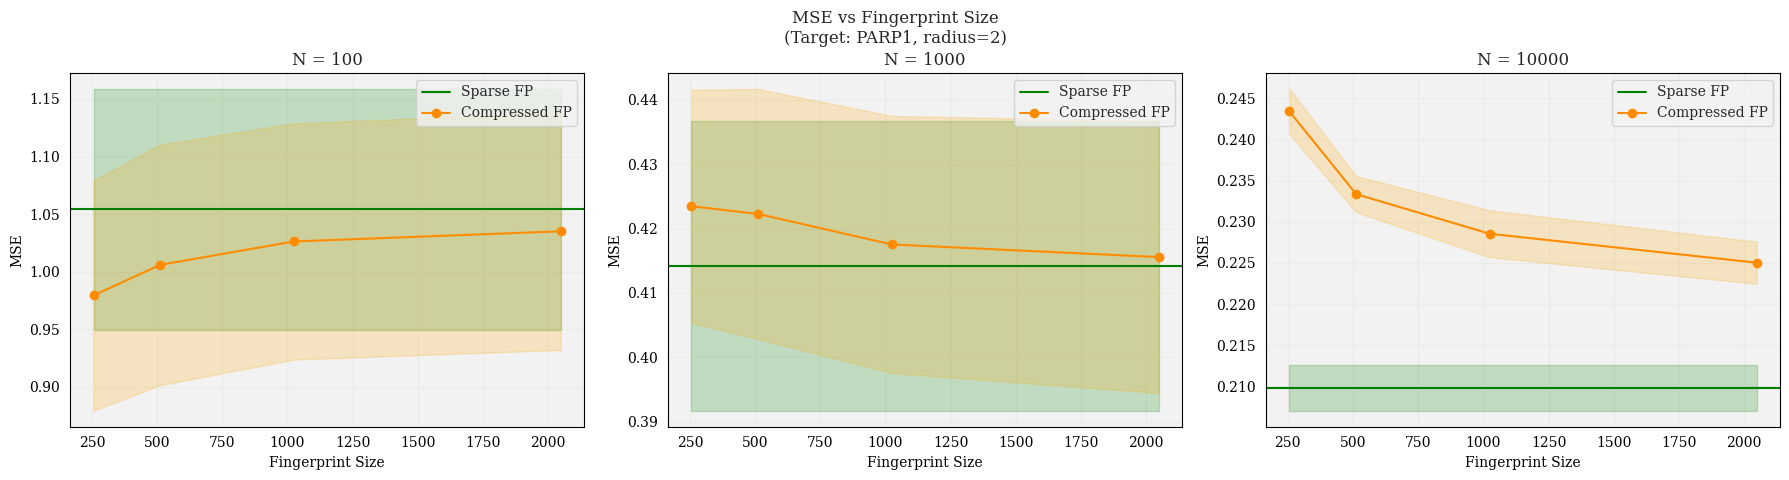 MSE vs Fingerprint Size
(Target: PARP1, radius=2)
N = 100
Sparse FP
Compressed FP
MSE
1.15
1.10
1.05
1.00
0.95
0.90
250 500 750 1000 1250 1500 1750 2000
Fingerprint Size
N = 1000
Sparse FP
Compressed FP
MSE
0.44
0.43
0.42
0.41
0.40
0.39
250 500 750 1000 1250 1500 1750 2000
Fingerprint Size
N = 10000
Sparse FP
Compressed FP
MSE
0.245
0.240
0.235
0.230
0.225
0.220
0.215
0.210
250 500 750 1000 1250 1500 1750 2000
Fingerprint Size